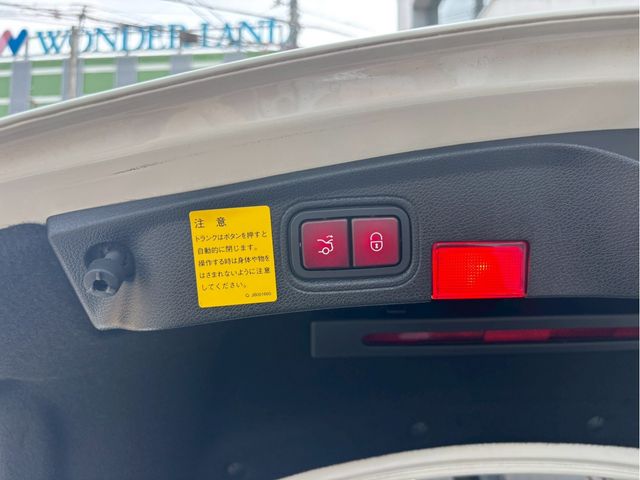 WONDER-LAND
注意
トランクはボタンを押すと
自動的に閉じます。
操作する時は身体や物を
はさまれないように注意
してください。